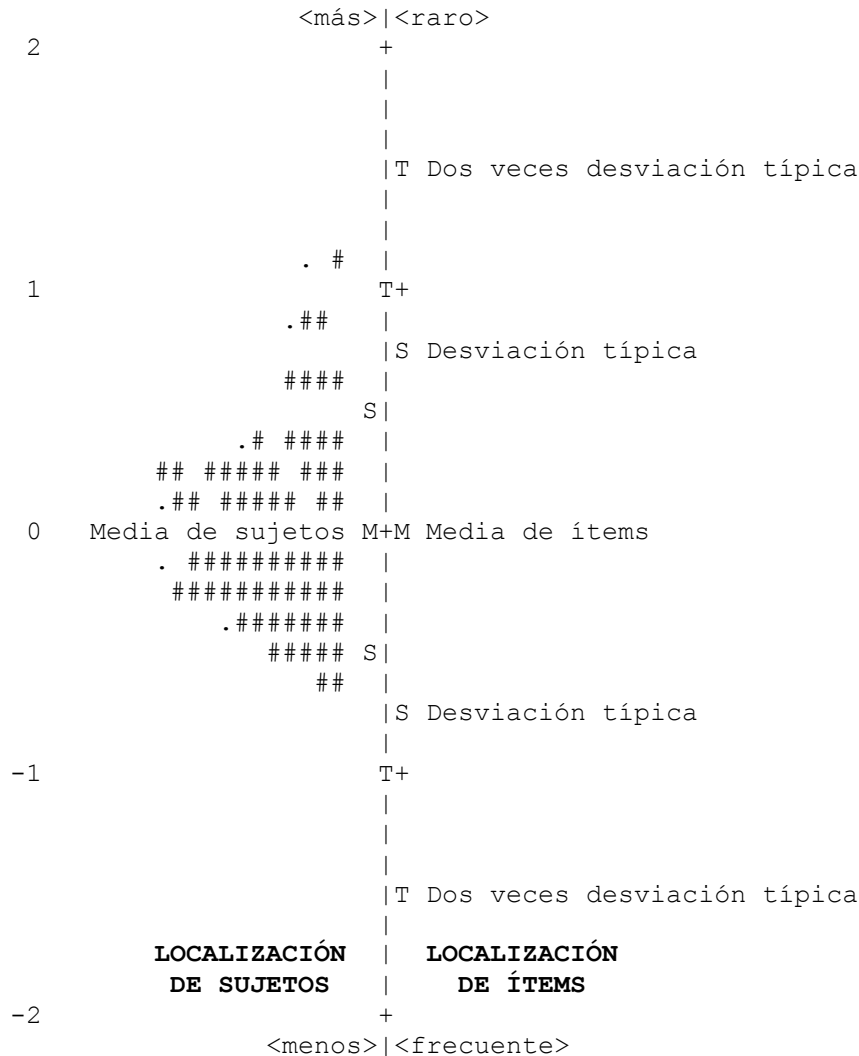 <más>|<raro>
 2                      +
                        |
                        |
                        |
                        |T Dos veces desviación típica
                        |
                        |
                   . #  |
 1                     T+
                  .##   |
                        |S Desviación típica
                  ####  |
                       S|
               .# ####  |
          ## ##### ###  |
          .## ##### ##  |
 0    Media de sujetos M+M Media de ítems
          . ##########  |
           ###########  |
              .#######  |
                 ##### S|
                    ##  |
                        |S Desviación típica
                        |
-1                     T+
                        |
                        |
                        |
                        |T Dos veces desviación típica
                        |
          LOCALIZACIÓN  |  LOCALIZACIÓN
           DE SUJETOS   |    DE ÍTEMS
-2                      +
                 <menos>|<frecuente>